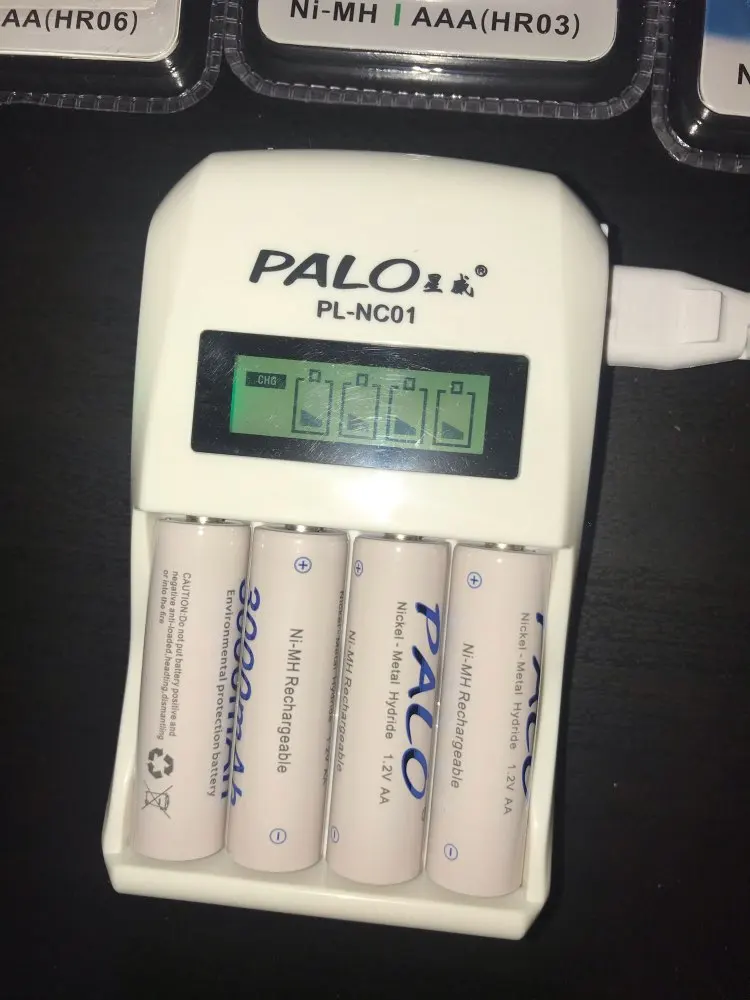 AA(HR06)
Ni-MH | AAA(HR03)
N
PALO星威®
PL-NC01
CHG
CAUTION:Do not put battery positive and
negative anti-loaded,heading,dismantling
or into the fire
3000mAh
Environmental protection battery
+
Ni-MH Rechargeable
-
+
Ni-MH Rechargeable
-
Nickel - Metal Hydride 1.2V AA
PALO
+
Ni-MH Rechargeable
-
Nickel - Metal Hydride 1.2V AA
PALO